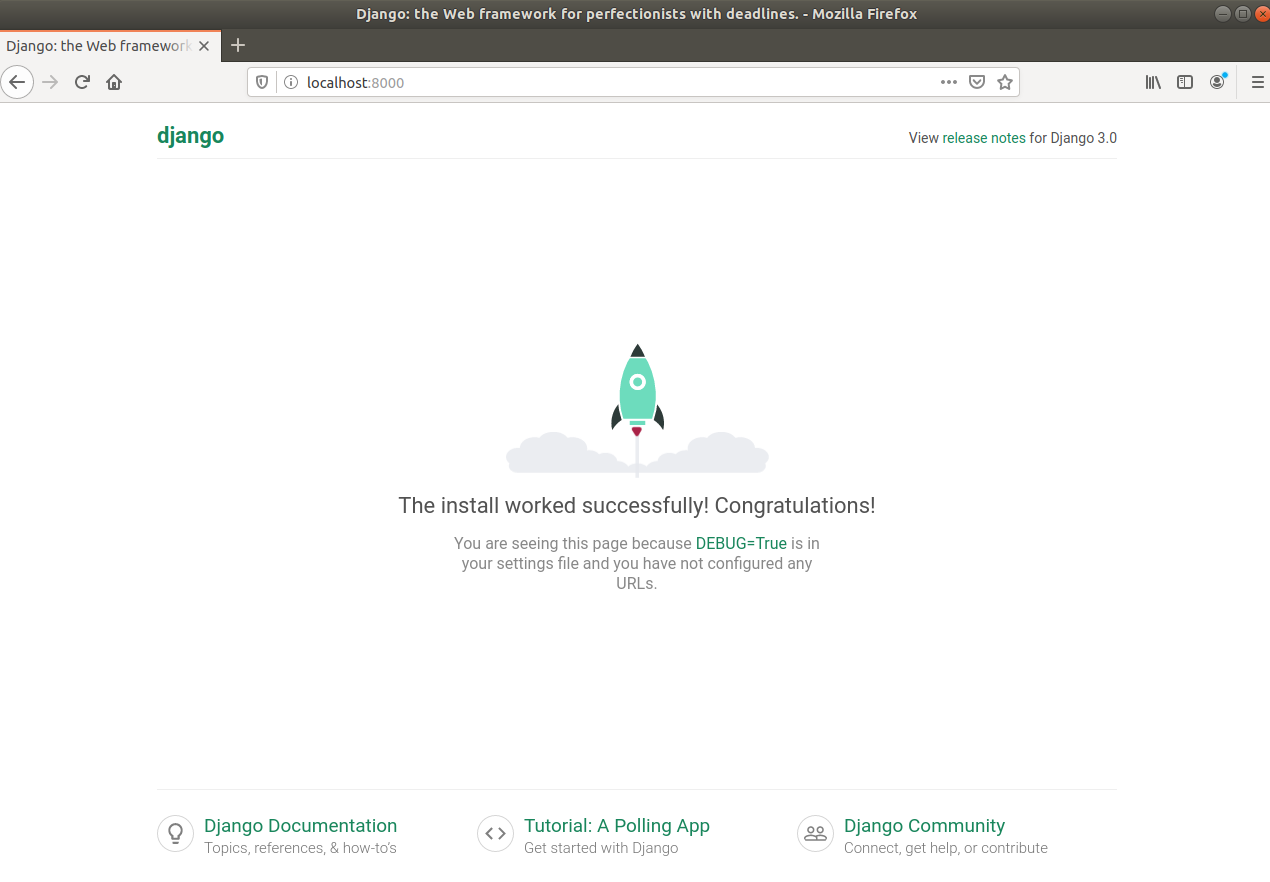 Django: the Web framework for perfectionists with deadlines. - Mozilla Firefox
Django: the Web framework
localhost:8000
django
View release notes for Django 3.0
The install worked successfully! Congratulations!
You are seeing this page because DEBUG=True is in
your settings file and you have not configured any
URLs.
Django Documentation
Topics, references, & how-to's
Tutorial: A Polling App
Get started with Django
Django Community
Connect, get help, or contribute